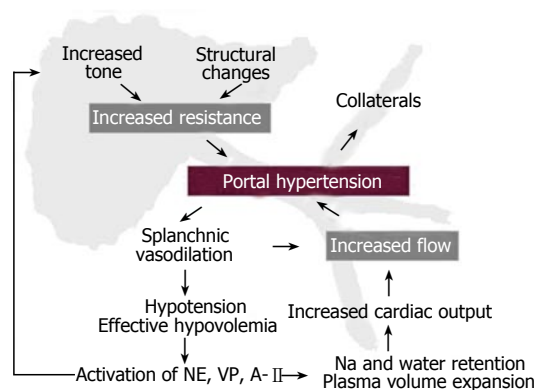 Increased
tone
Structural
changes
Collaterals
Increased resistance
Portal hypertension
Splanchnic
vasodilation
Increased flow
Hypotension
Effective hypovolemia
Increased cardiac output
Activation of NE, VP, A-Ⅱ
Na and water retention
Plasma volume expansion